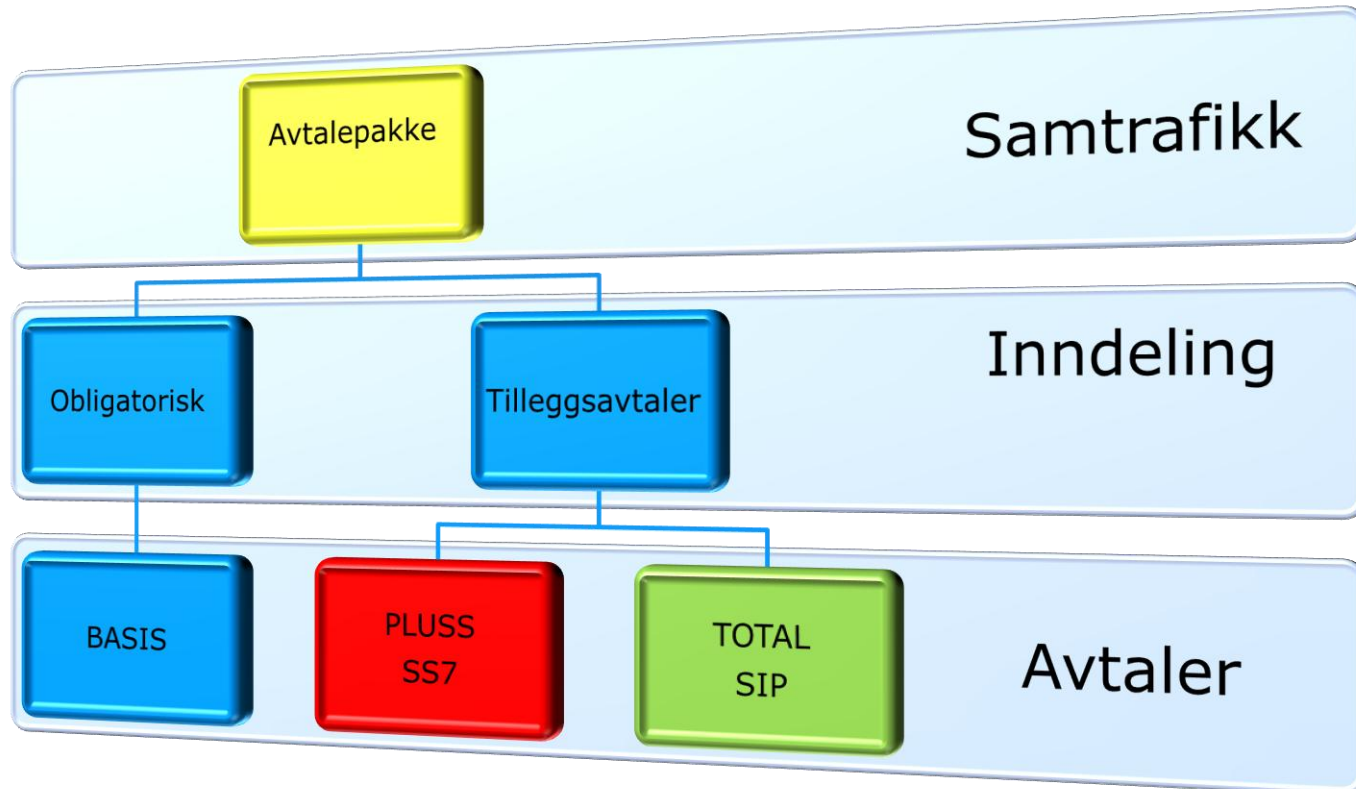 Avtalepakke
Samtrafikk
Obligatorisk
Tilleggsavtaler
Inndeling
BASIS
PLUSS
SS7
TOTAL
SIP
Avtaler